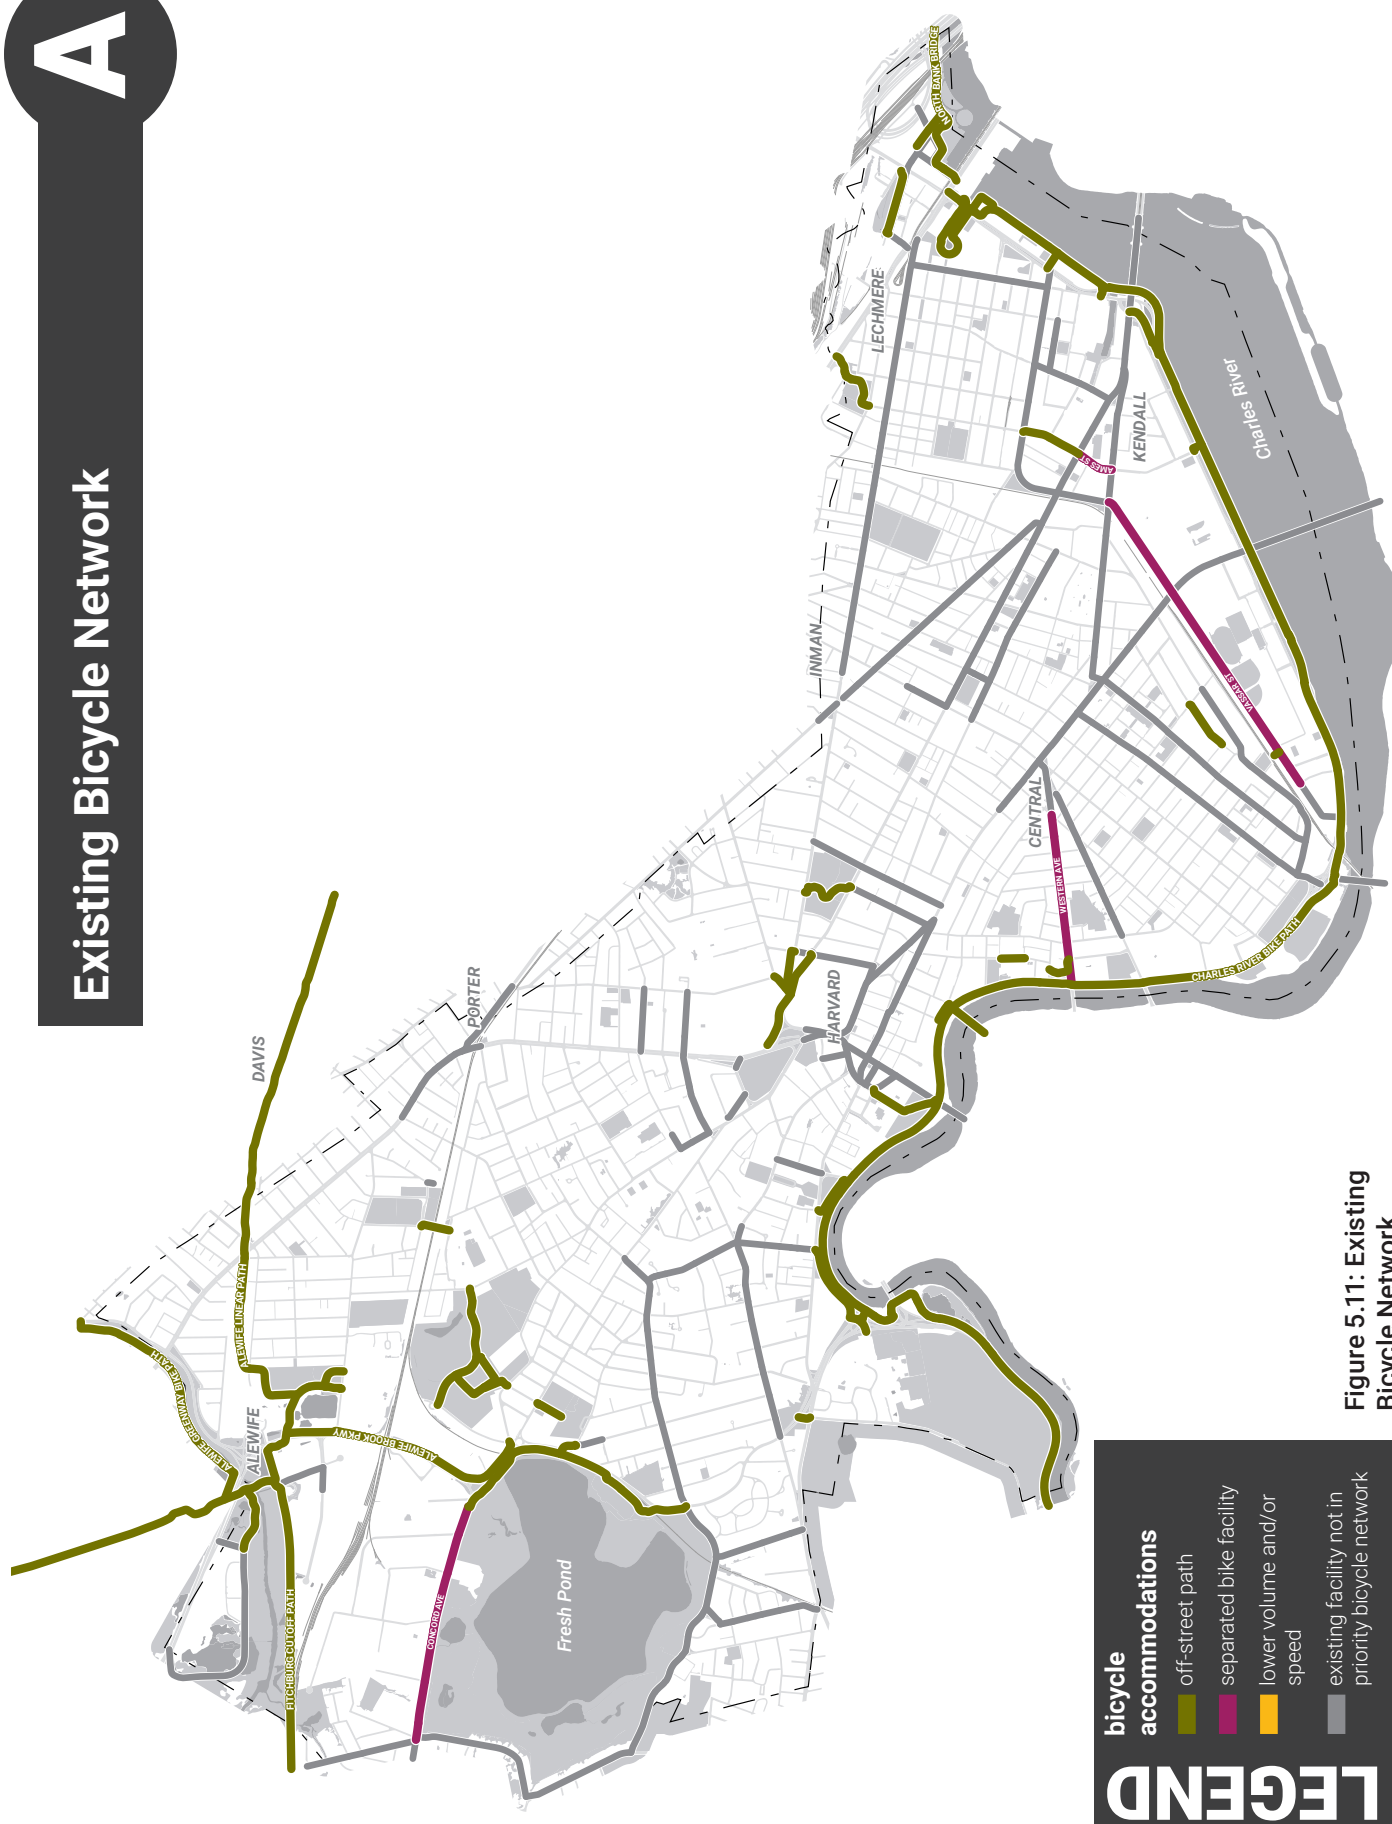 A
Existing Bicycle Network
NORTH BANK BRIDGE
LECHMERE
KENDALL
AMES ST
Charles River
INMAN
VASSAR ST
CENTRAL
WESTERN AVE
CHARLES RIVER BIKE PATH
HARVARD
PORTER
DAVIS
ALEWIFE LINEAR PATH
ALEWIFE GREENWAY BIKE PATH
ALEWIFE
ALEWIFE BROOK PKWY
FITCHBURG CUTOFF PATH
CONCORD AVE
Fresh Pond
Figure 5.11: Existing
Bicycle Network
LEGEND
bicycle
accommodations
off-street path
separated bike facility
lower volume and/or
speed
existing facility not in
priority bicycle network